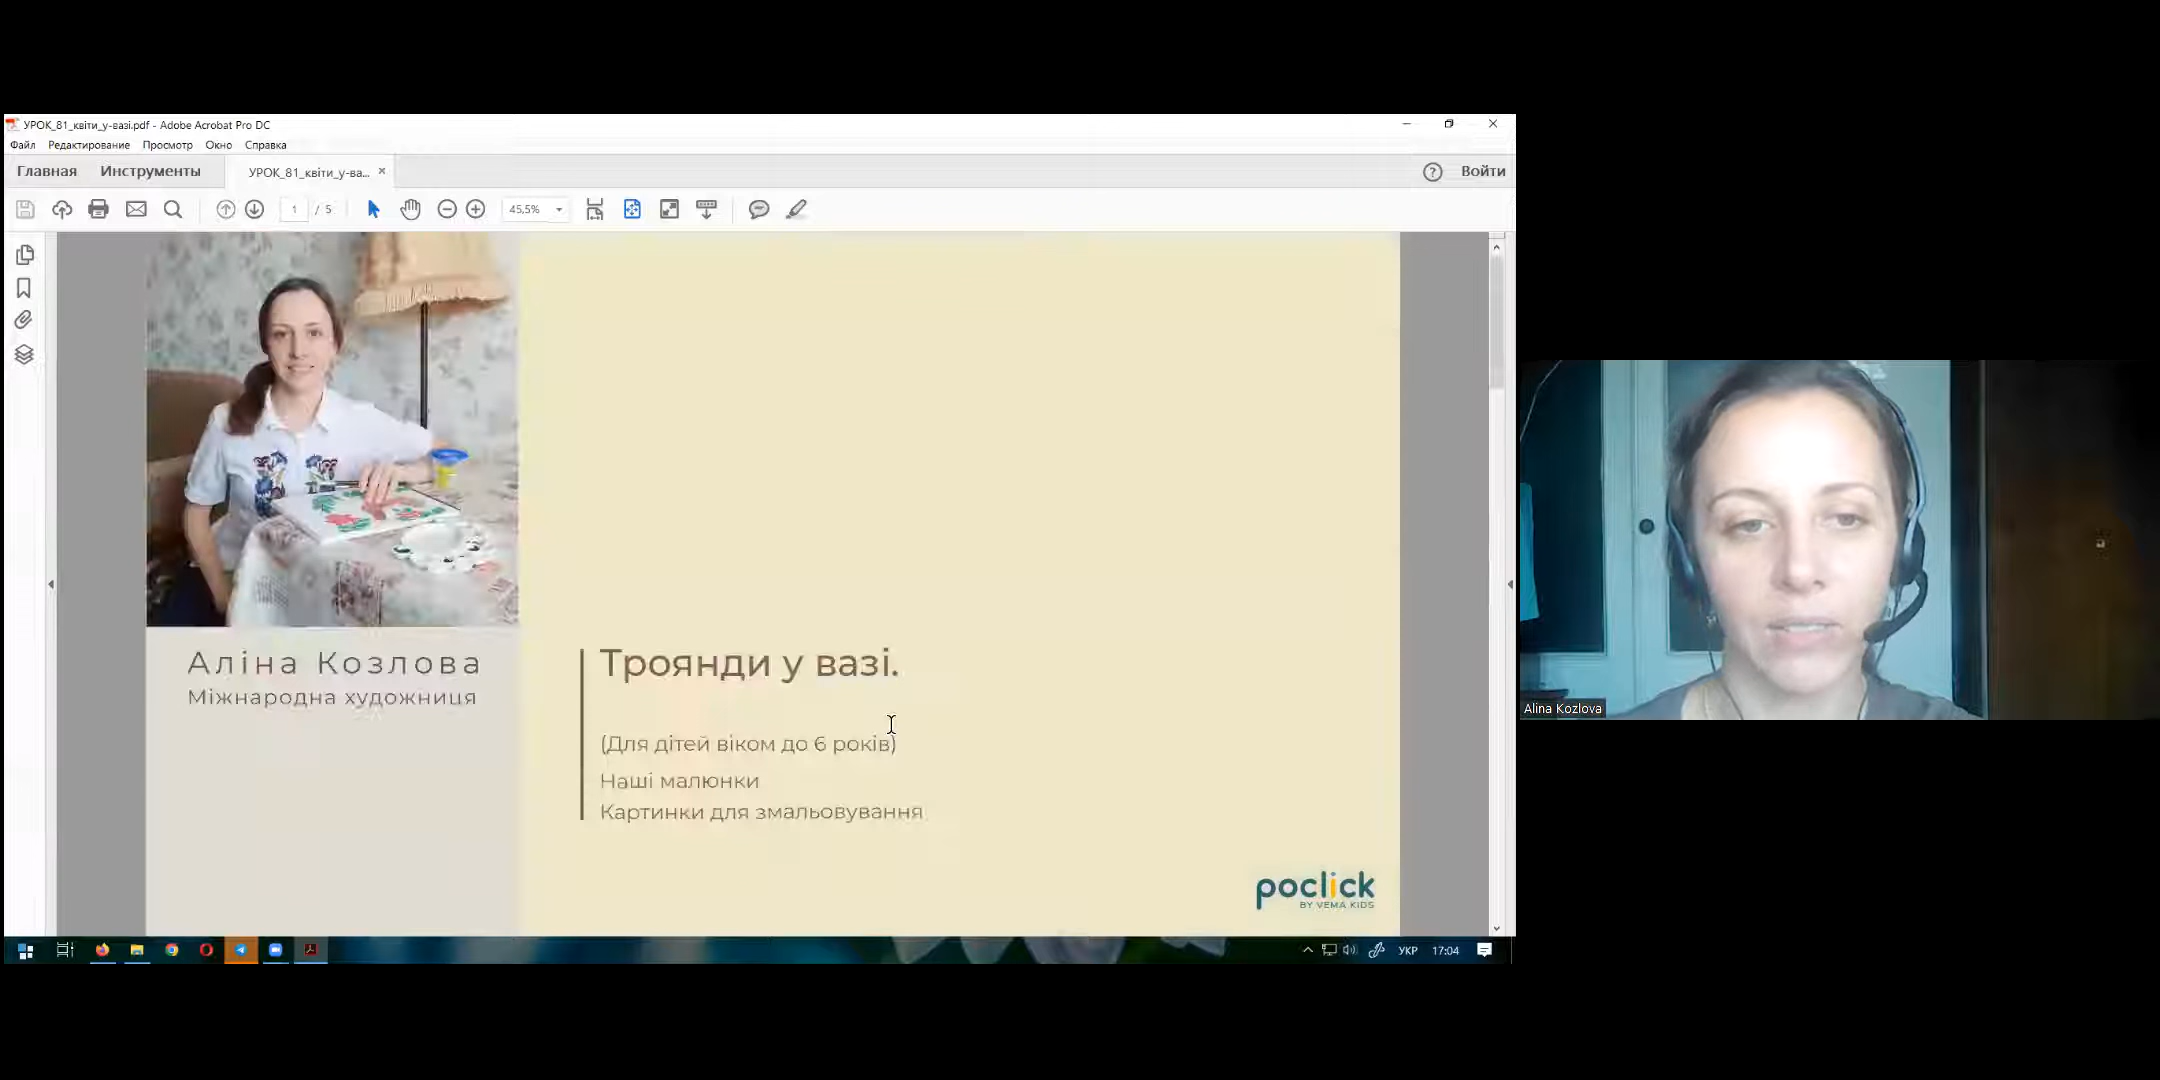 УРОК_81_квіти_у-вазі.pdf - Adobe Acrobat Pro DC
Файл Редактирование Просмотр Окно Справка
Главная Инструменты УРОК_81_квіти_у-ва... Войти
1 / 5 45,5%
Аліна Козлова
Міжнародна художниця
Троянди у вазі.
(Для дітей віком до 6 років)
Наші малюнки
Картинки для змальовування
poclick
BY VEMA KIDS
УКР 17:04
Alina Kozlova